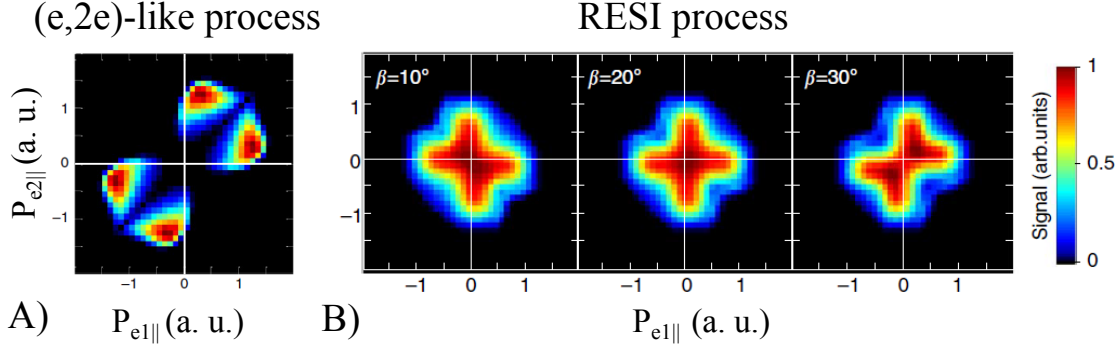 (e,2e)-like process
RESI process
β=10°
β=20°
β=30°
1
0
−1
P_e2|| (a. u.)
−1
0
1
P_e1|| (a. u.)
A)
1
0
−1
−1
0
1
−1
0
1
−1
0
1
P_e1|| (a. u.)
B)
1
0.5
0
Signal (arb.units)